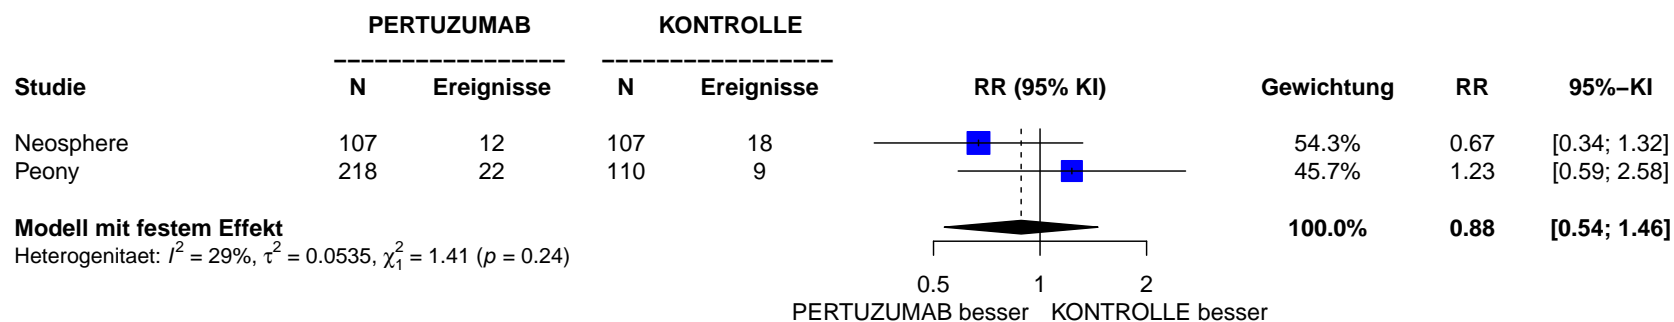 PERTUZUMAB KONTROLLE
Studie N Ereignisse N Ereignisse RR (95% KI) Gewichtung RR 95%−KI
Neosphere 107 12 107 18 54.3% 0.67 [0.34; 1.32]
Peony 218 22 110 9 45.7% 1.23 [0.59; 2.58]
Modell mit festem Effekt 100.0% 0.88 [0.54; 1.46]
Heterogenitaet: I² = 29%, τ² = 0.0535, χ²₁ = 1.41 (p = 0.24)
0.5 1 2
PERTUZUMAB besser KONTROLLE besser